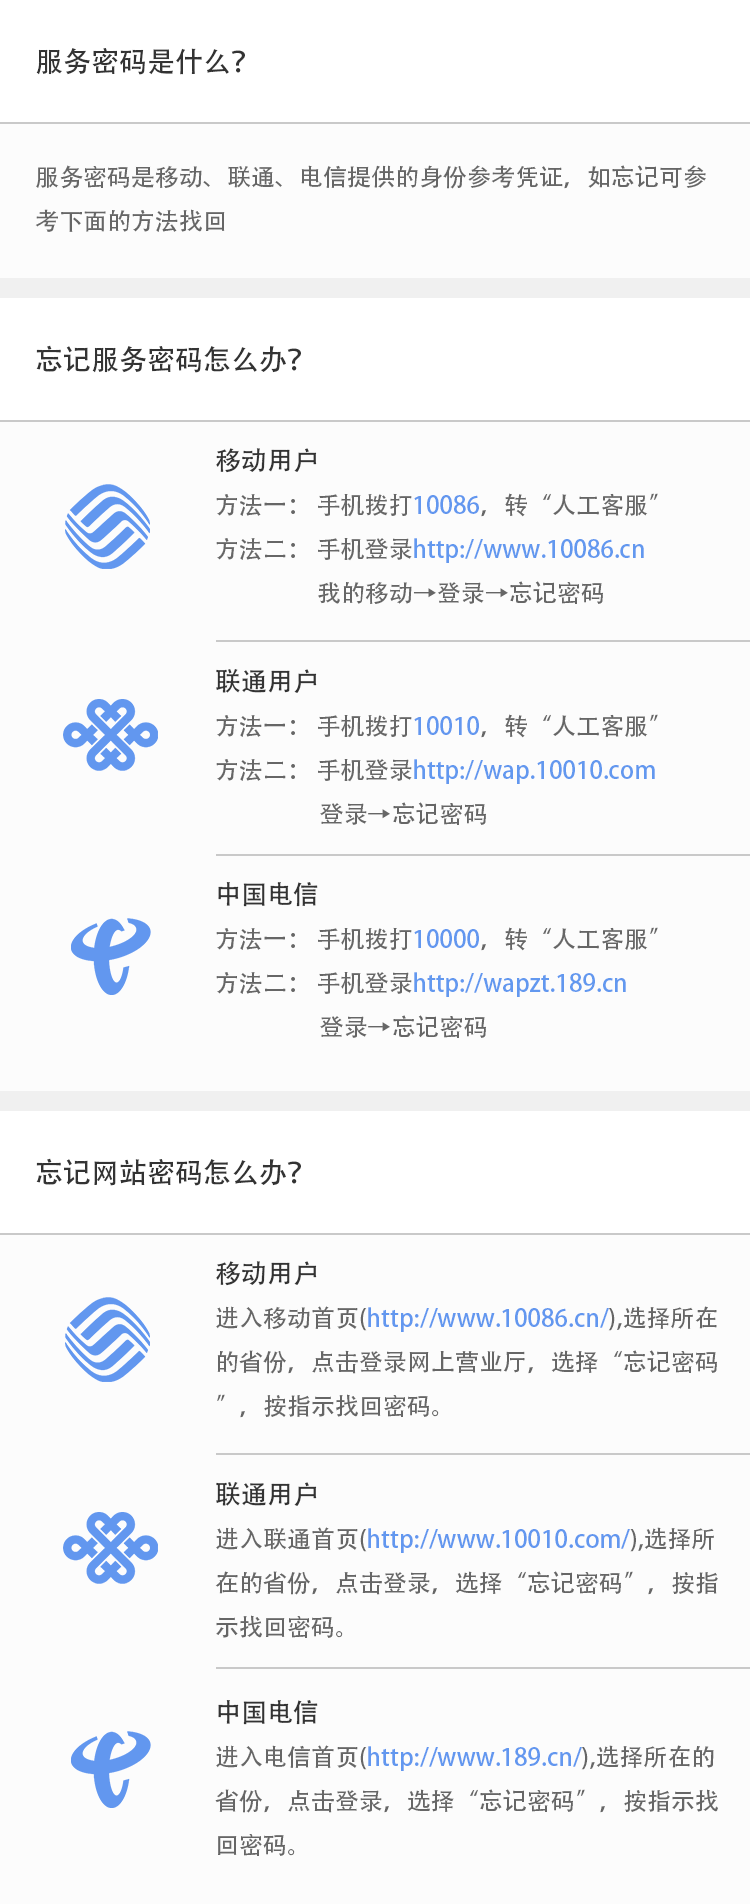 服务密码是什么?
服务密码是移动、联通、电信提供的身份参考凭证，如忘记可参
考下面的方法找回
忘记服务密码怎么办?
移动用户
方法一： 手机拨打10086，转“人工客服”
方法二： 手机登录http://www.10086.cn
我的移动→登录→忘记密码
联通用户
方法一： 手机拨打10010，转“人工客服”
方法二： 手机登录http://wap.10010.com
登录→忘记密码
中国电信
方法一： 手机拨打10000，转“人工客服”
方法二： 手机登录http://wapzt.189.cn
登录→忘记密码
忘记网站密码怎么办?
移动用户
进入移动首页(http://www.10086.cn/),选择所在
的省份，点击登录网上营业厅，选择“忘记密码
”，按指示找回密码。
联通用户
进入联通首页(http://www.10010.com/),选择所
在的省份，点击登录，选择“忘记密码”，按指
示找回密码。
中国电信
进入电信首页(http://www.189.cn/),选择所在的
省份，点击登录，选择“忘记密码”，按指示找
回密码。